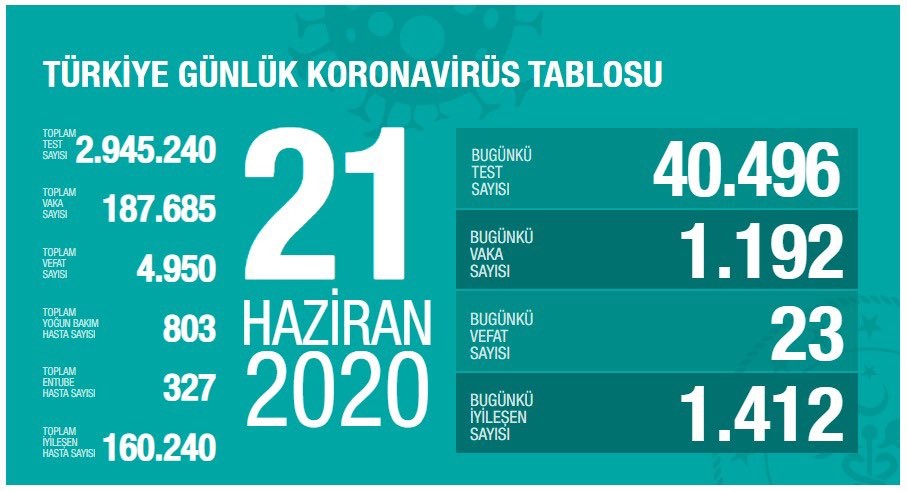 TÜRKİYE GÜNLÜK KORONAVİRÜS TABLOSU
TOPLAM
TEST
SAYISI
2.945.240
TOPLAM
VAKA
SAYISI
187.685
TOPLAM
VEFAT
SAYISI
4.950
TOPLAM
YOĞUN BAKIM
HASTA SAYISI
803
TOPLAM
ENTUBE
HASTA SAYISI
327
TOPLAM
İYİLEŞEN
HASTA SAYISI
160.240
21
HAZİRAN
2020
BUGÜNKÜ
TEST
SAYISI
40.496
BUGÜNKÜ
VAKA
SAYISI
1.192
BUGÜNKÜ
VEFAT
SAYISI
23
BUGÜNKÜ
İYİLEŞEN
SAYISI
1.412